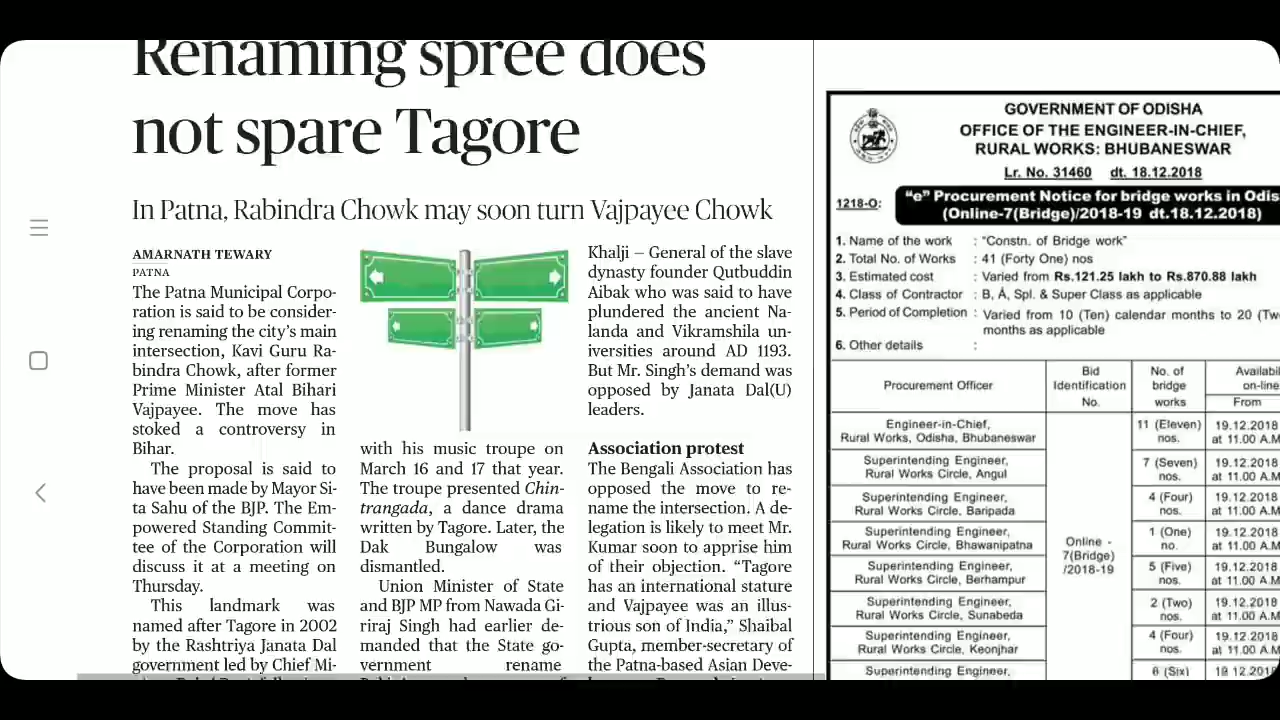 Renaming spree does
not spare Tagore
In Patna, Rabindra Chowk may soon turn Vajpayee Chowk
AMARNATH TEWARY
PATNA
The Patna Municipal Corpo-
ration is said to be consider-
ing renaming the city's main
intersection, Kavi Guru Ra-
bindra Chowk, after former
Prime Minister Atal Bihari
Vajpayee. The move has
stoked a controversy in
Bihar.
The proposal is said to
have been made by Mayor Si-
ta Sahu of the BJP. The Em-
powered Standing Commit-
tee of the Corporation will
discuss it at a meeting on
Thursday.
This landmark was
named after Tagore in 2002
by the Rashtriya Janata Dal
government led by Chief Mi-
with his music troupe on
March 16 and 17 that year.
The troupe presented Chin-
trangada, a dance drama
written by Tagore. Later, the
Dak Bungalow was
dismantled.
Union Minister of State
and BJP MP from Nawada Gi-
riraj Singh had earlier de-
manded that the State go-
vernment rename
Khalji – General of the slave
dynasty founder Qutbuddin
Aibak who was said to have
plundered the ancient Na-
landa and Vikramshila un-
iversities around AD 1193.
But Mr. Singh's demand was
opposed by Janata Dal(U)
leaders.
Association protest
The Bengali Association has
opposed the move to re-
name the intersection. A de-
legation is likely to meet Mr.
Kumar soon to apprise him
of their objection. “Tagore
has an international stature
and Vajpayee was an illus-
trious son of India,” Shaibal
Gupta, member-secretary of
the Patna-based Asian Deve-
GOVERNMENT OF ODISHA
OFFICE OF THE ENGINEER-IN-CHIEF,
RURAL WORKS: BHUBANESWAR
Lr. No. 31460 dt. 18.12.2018
1218-O: "e" Procurement Notice for bridge works in Odis
(Online-7(Bridge)/2018-19 dt.18.12.2018)
1. Name of the work : "Constn. of Bridge work"
2. Total No. of Works : 41 (Forty One) nos
3. Estimated cost : Varied from Rs.121.25 lakh to Rs.870.88 lakh
4. Class of Contractor : B, A, Spl. & Super Class as applicable
5. Period of Completion : Varied from 10 (Ten) calendar months to 20 (Tw
months as applicable
6. Other details :
Procurement Officer Bid Identification No. No. of bridge works Availabi on-line From
Engineer-in-Chief, 11 (Eleven) 19.12.2018
Rural Works, Odisha, Bhubaneswar nos. at 11.00 A.M
Superintending Engineer, 7 (Seven) 19.12.2018
Rural Works Circle, Angul nos. at 11.00 A.M
Superintending Engineer, 4 (Four) 19.12.2018
Rural Works Circle, Baripada nos. at 11.00 A.M
Superintending Engineer, 1 (One) 19.12.2018
Rural Works Circle, Bhawanipatna no. at 11.00 A.M
Online -
7(Bridge)
/2018-19
Superintending Engineer, 5 (Five) 19.12.2018
Rural Works Circle, Berhampur nos. at 11.00 A.M
Superintending Engineer, 2 (Two) 19.12.2018
Rural Works Circle, Sunabeda nos. at 11.00 A.M
Superintending Engineer, 4 (Four) 19.12.2018
Rural Works Circle, Keonjhar nos. at 11.00 A.M
Superintending Engineer, 6 (Six) 19.12.201